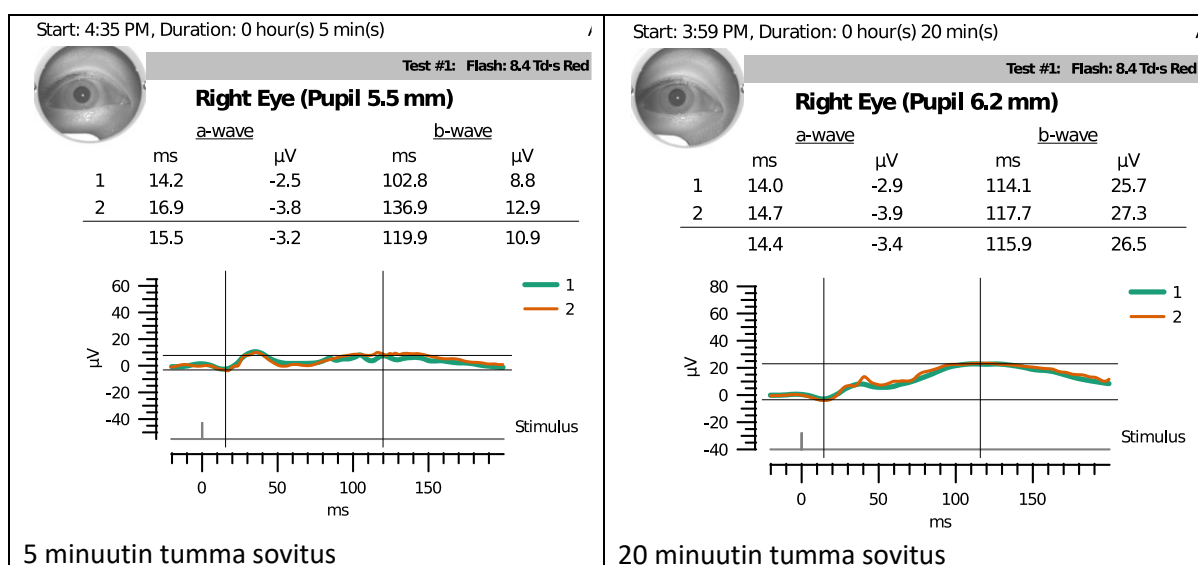 Start: 4:35 PM, Duration: 0 hour(s) 5 min(s)
Test #1: Flash: 8.4 Td·s Red
Right Eye (Pupil 5.5 mm)
a-wave b-wave
ms µV ms µV
1 14.2 -2.5 102.8 8.8
2 16.9 -3.8 136.9 12.9
15.5 -3.2 119.9 10.9
60
40
20
0
-20
-40
µV
1
2
Stimulus
0 50 100 150
ms
5 minuutin tumma sovitus
Start: 3:59 PM, Duration: 0 hour(s) 20 min(s)
Test #1: Flash: 8.4 Td·s Red
Right Eye (Pupil 6.2 mm)
a-wave b-wave
ms µV ms µV
1 14.0 -2.9 114.1 25.7
2 14.7 -3.9 117.7 27.3
14.4 -3.4 115.9 26.5
80
60
40
20
0
-20
-40
µV
1
2
Stimulus
0 50 100 150
ms
20 minuutin tumma sovitus